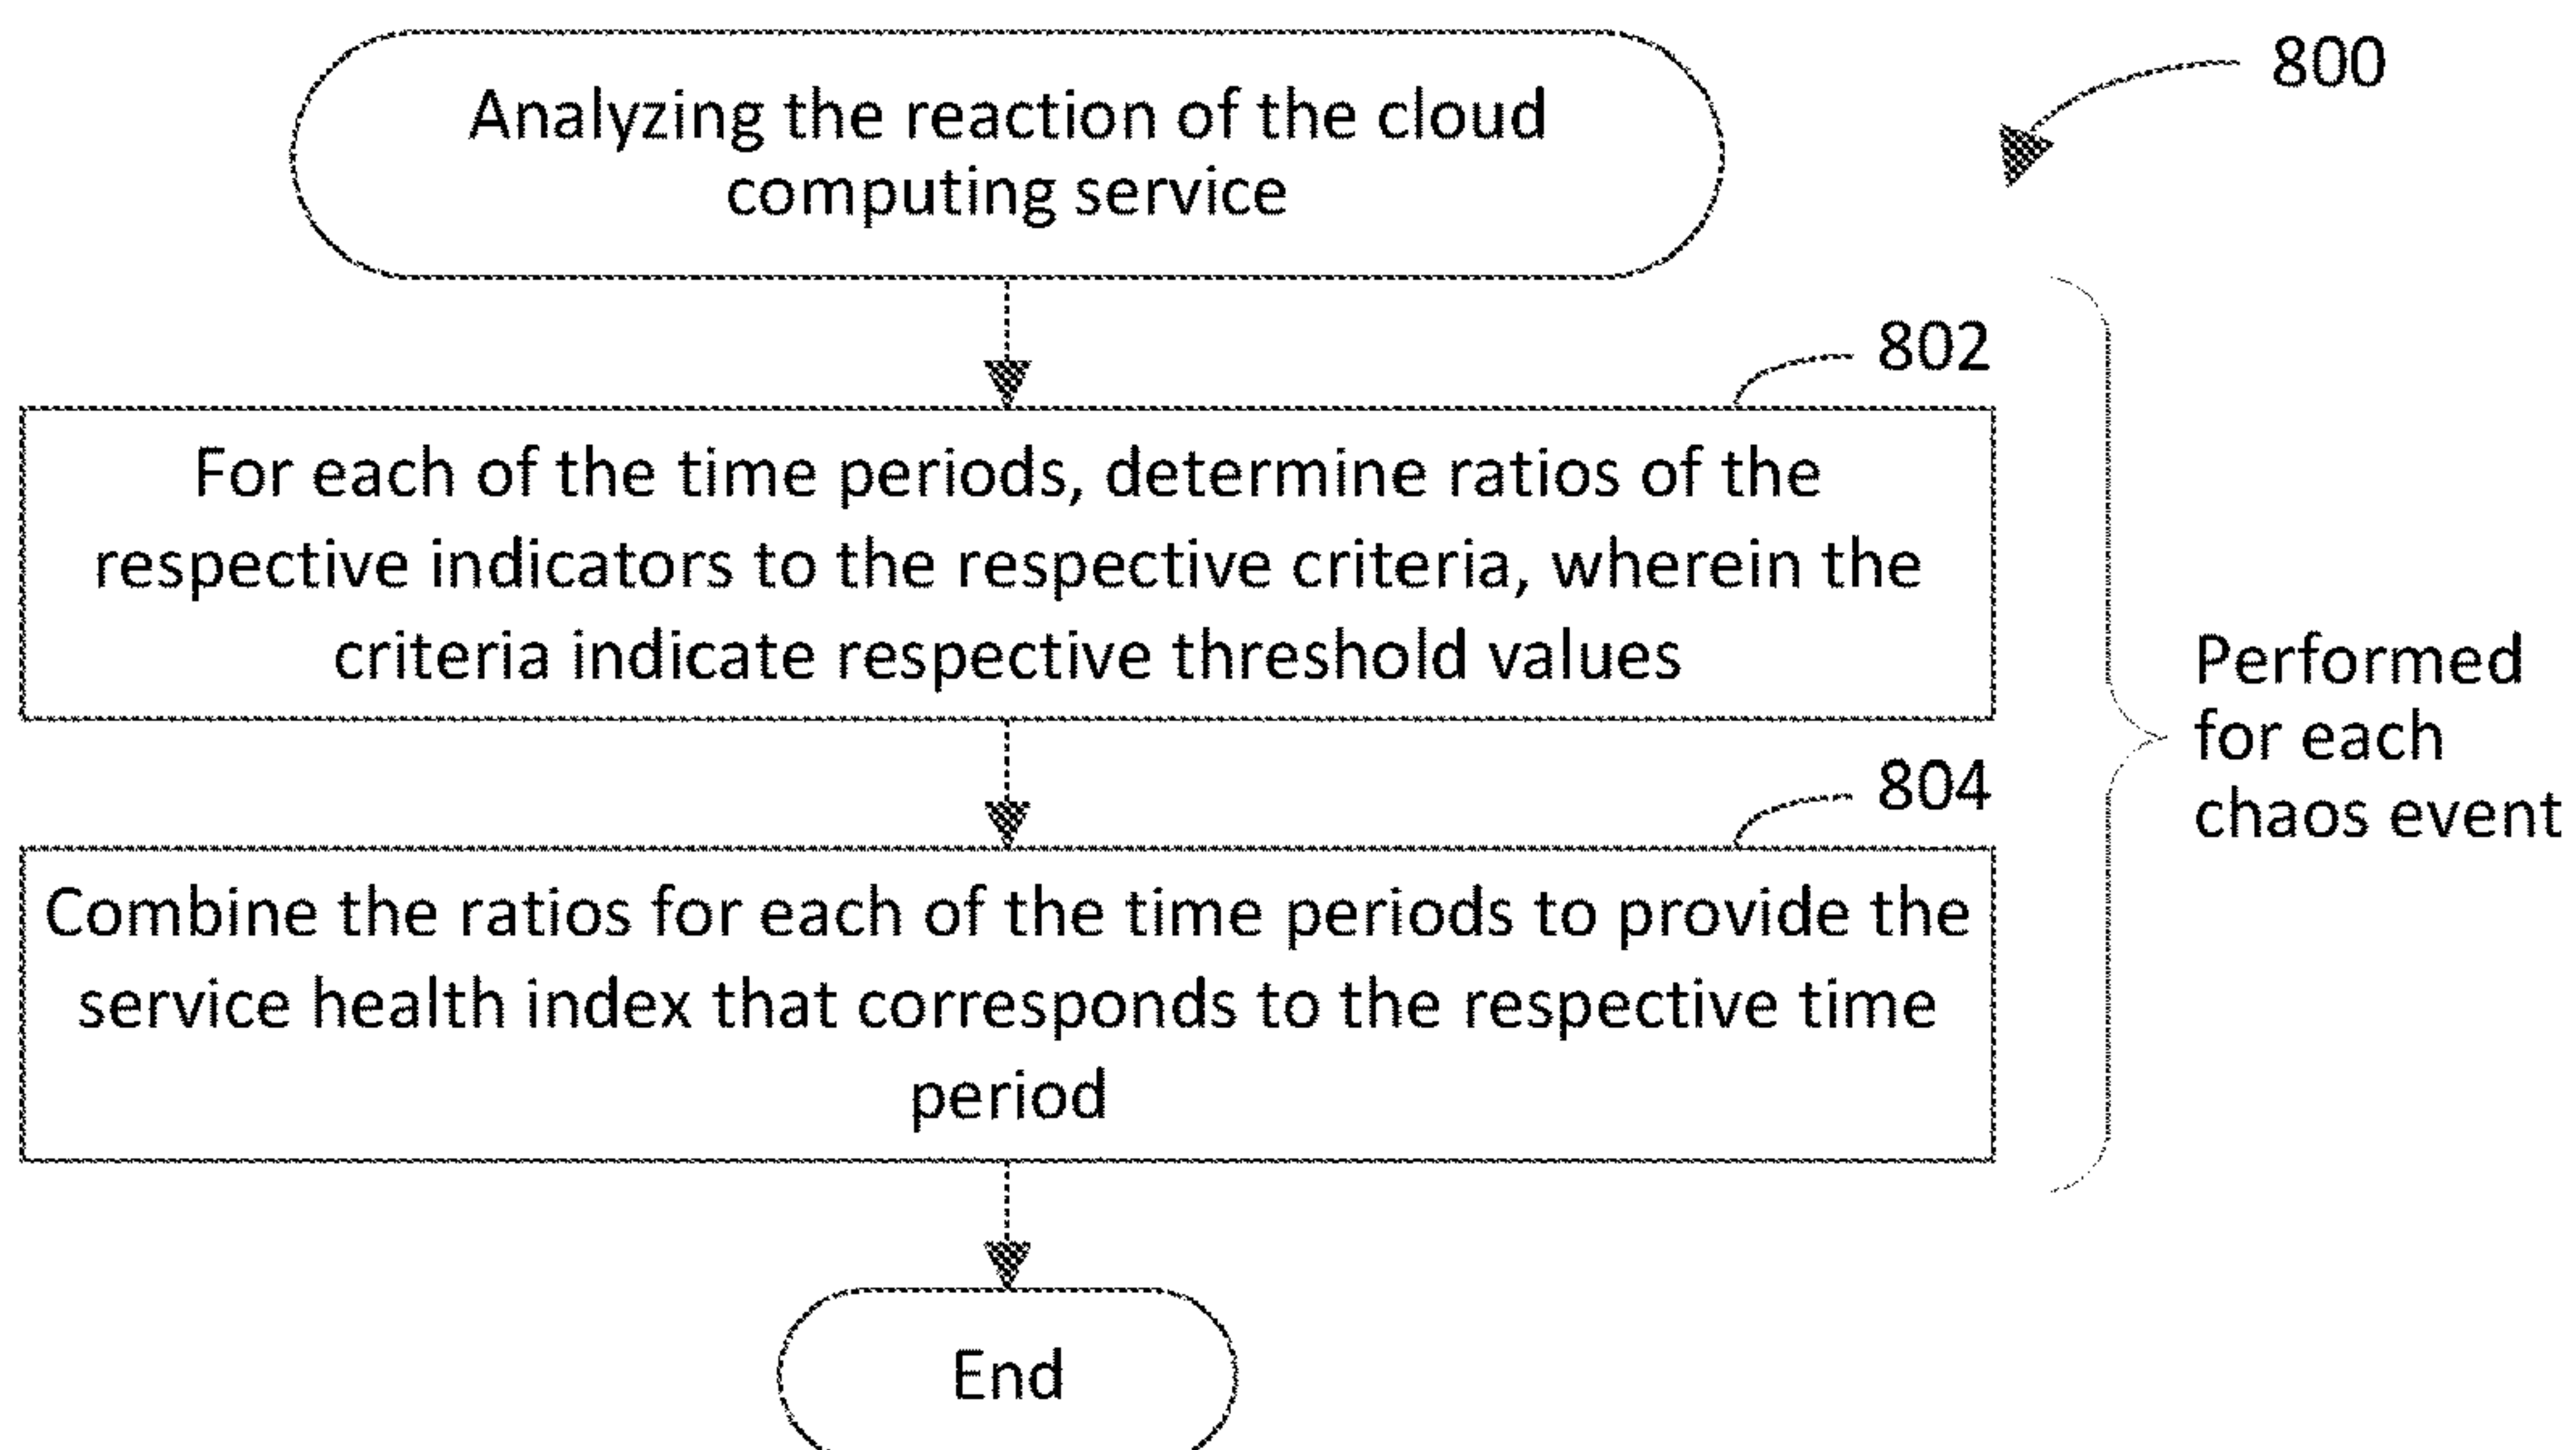 Analyzing the reaction of the cloud
computing service
800
802
For each of the time periods, determine ratios of the
respective indicators to the respective criteria, wherein the
criteria indicate respective threshold values
Performed
for each
chaos event
804
Combine the ratios for each of the time periods to provide the
service health index that corresponds to the respective time
period
End